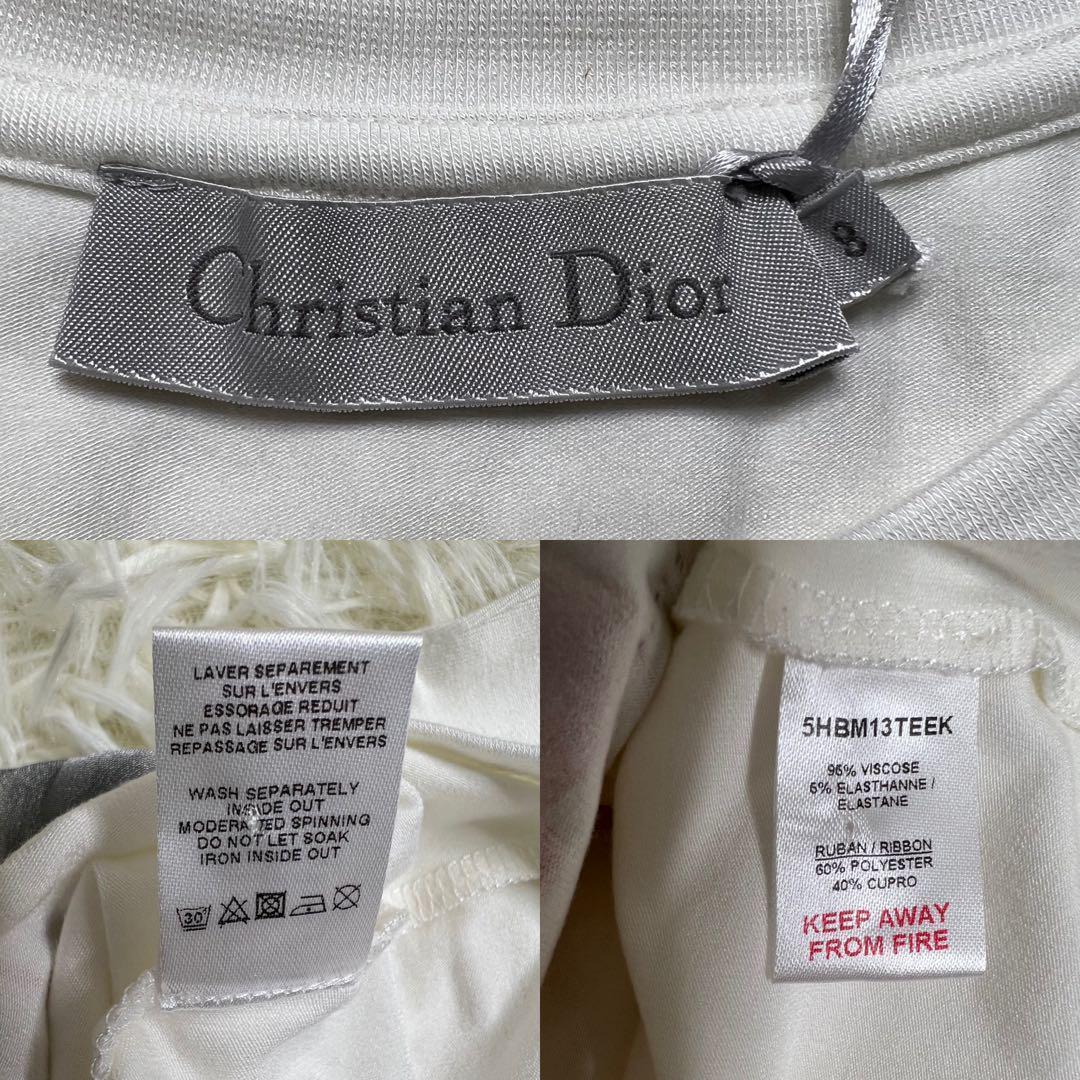 Christian Dior
8
LAVER SEPAREMENT
SUR L'ENVERS
ESSORAGE REDUIT
NE PAS LAISSER TREMPER
REPASSAGE SUR L'ENVERS
WASH SEPARATELY
INSIDE OUT
MODERATED SPINNING
DO NOT LET SOAK
IRON INSIDE OUT
30
5HBM13TEEK
95% VISCOSE
5% ELASTHANNE /
ELASTANE
RUBAN / RIBBON
60% POLYESTER
40% CUPRO
KEEP AWAY
FROM FIRE